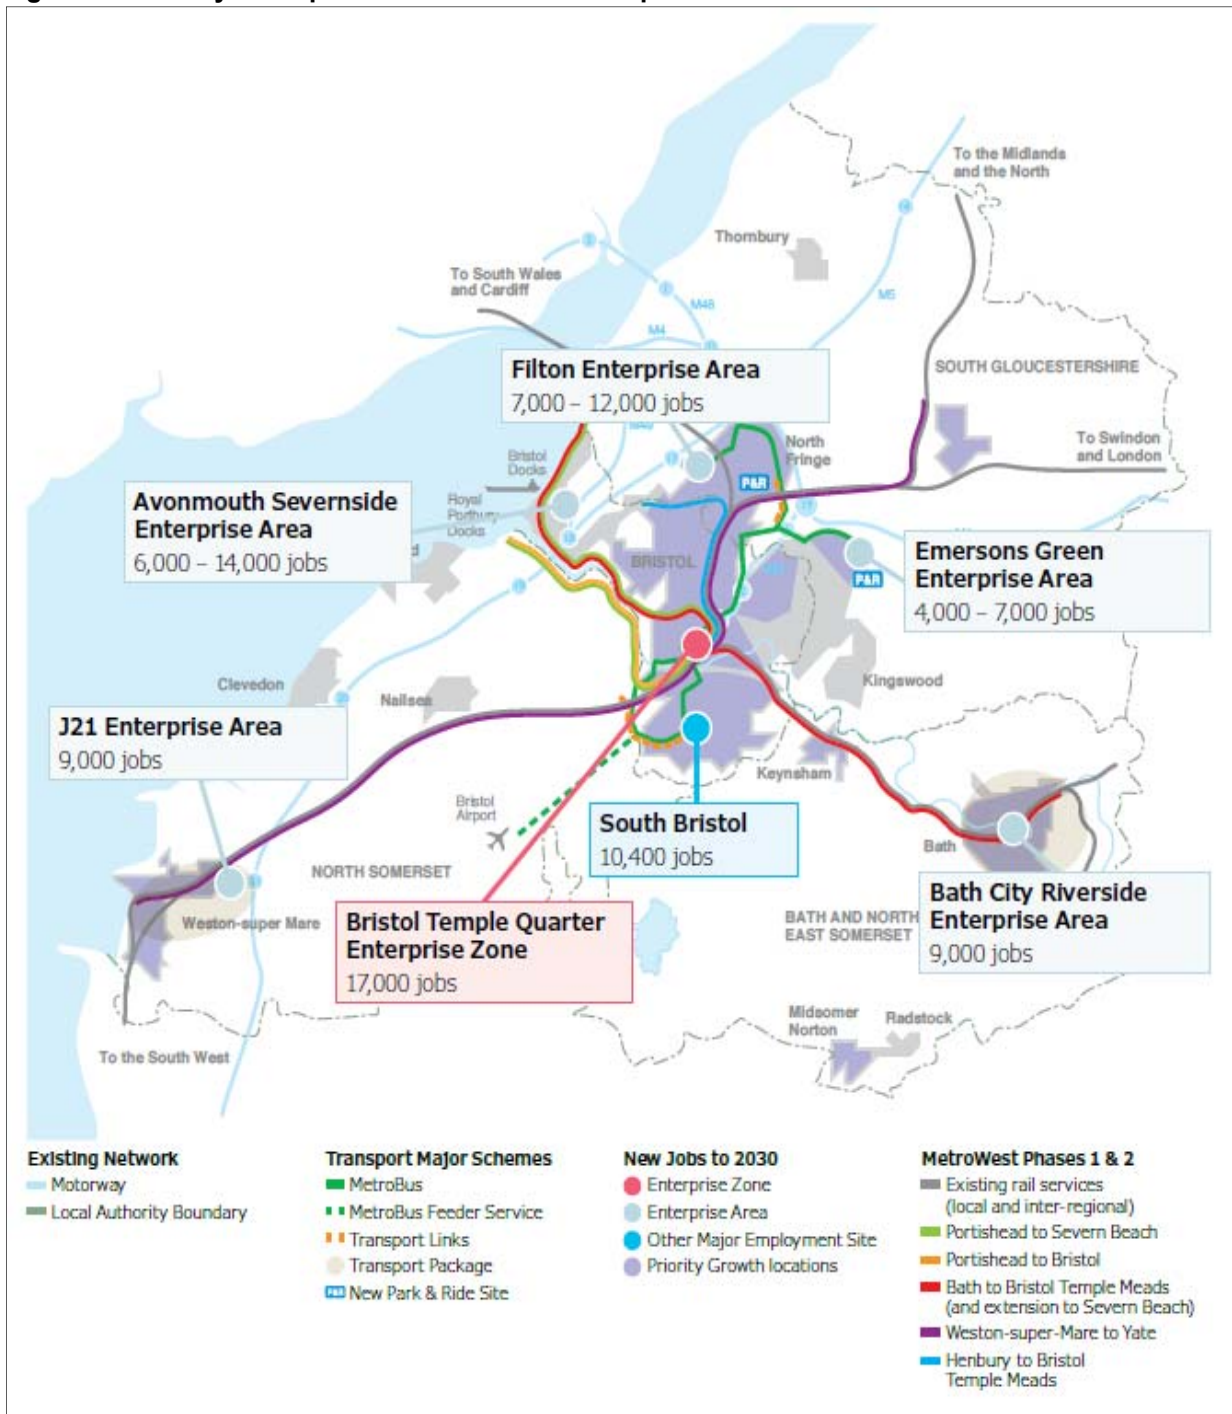 To the Midlands
and the North
Thornbury
To South Wales
and Cardiff
M5
M48
M4
Filton Enterprise Area
7,000 – 12,000 jobs
SOUTH GLOUCESTERSHIRE
To Swindon
and London
North
Fringe
Bristol
Docks
P&R
Avonmouth Severnside
Enterprise Area
6,000 – 14,000 jobs
Royal
Portbury
Docks
BRISTOL
Emersons Green
Enterprise Area
4,000 – 7,000 jobs
P&R
Kingswood
Clevedon
Nailsea
J21 Enterprise Area
9,000 jobs
Keynsham
Bristol
Airport
South Bristol
10,400 jobs
Bath
NORTH SOMERSET
Bath City Riverside
Enterprise Area
9,000 jobs
Weston-super Mare
Bristol Temple Quarter
Enterprise Zone
17,000 jobs
BATH AND NORTH
EAST SOMERSET
Midsomer
Norton
Radstock
To the South West
Existing Network
Motorway
Local Authority Boundary
Transport Major Schemes
MetroBus
MetroBus Feeder Service
Transport Links
Transport Package
P&R New Park & Ride Site
New Jobs to 2030
Enterprise Zone
Enterprise Area
Other Major Employment Site
Priority Growth locations
MetroWest Phases 1 & 2
Existing rail services
(local and inter-regional)
Portishead to Severn Beach
Portishead to Bristol
Bath to Bristol Temple Meads
(and extension to Severn Beach)
Weston-super-Mare to Yate
Henbury to Bristol
Temple Meads